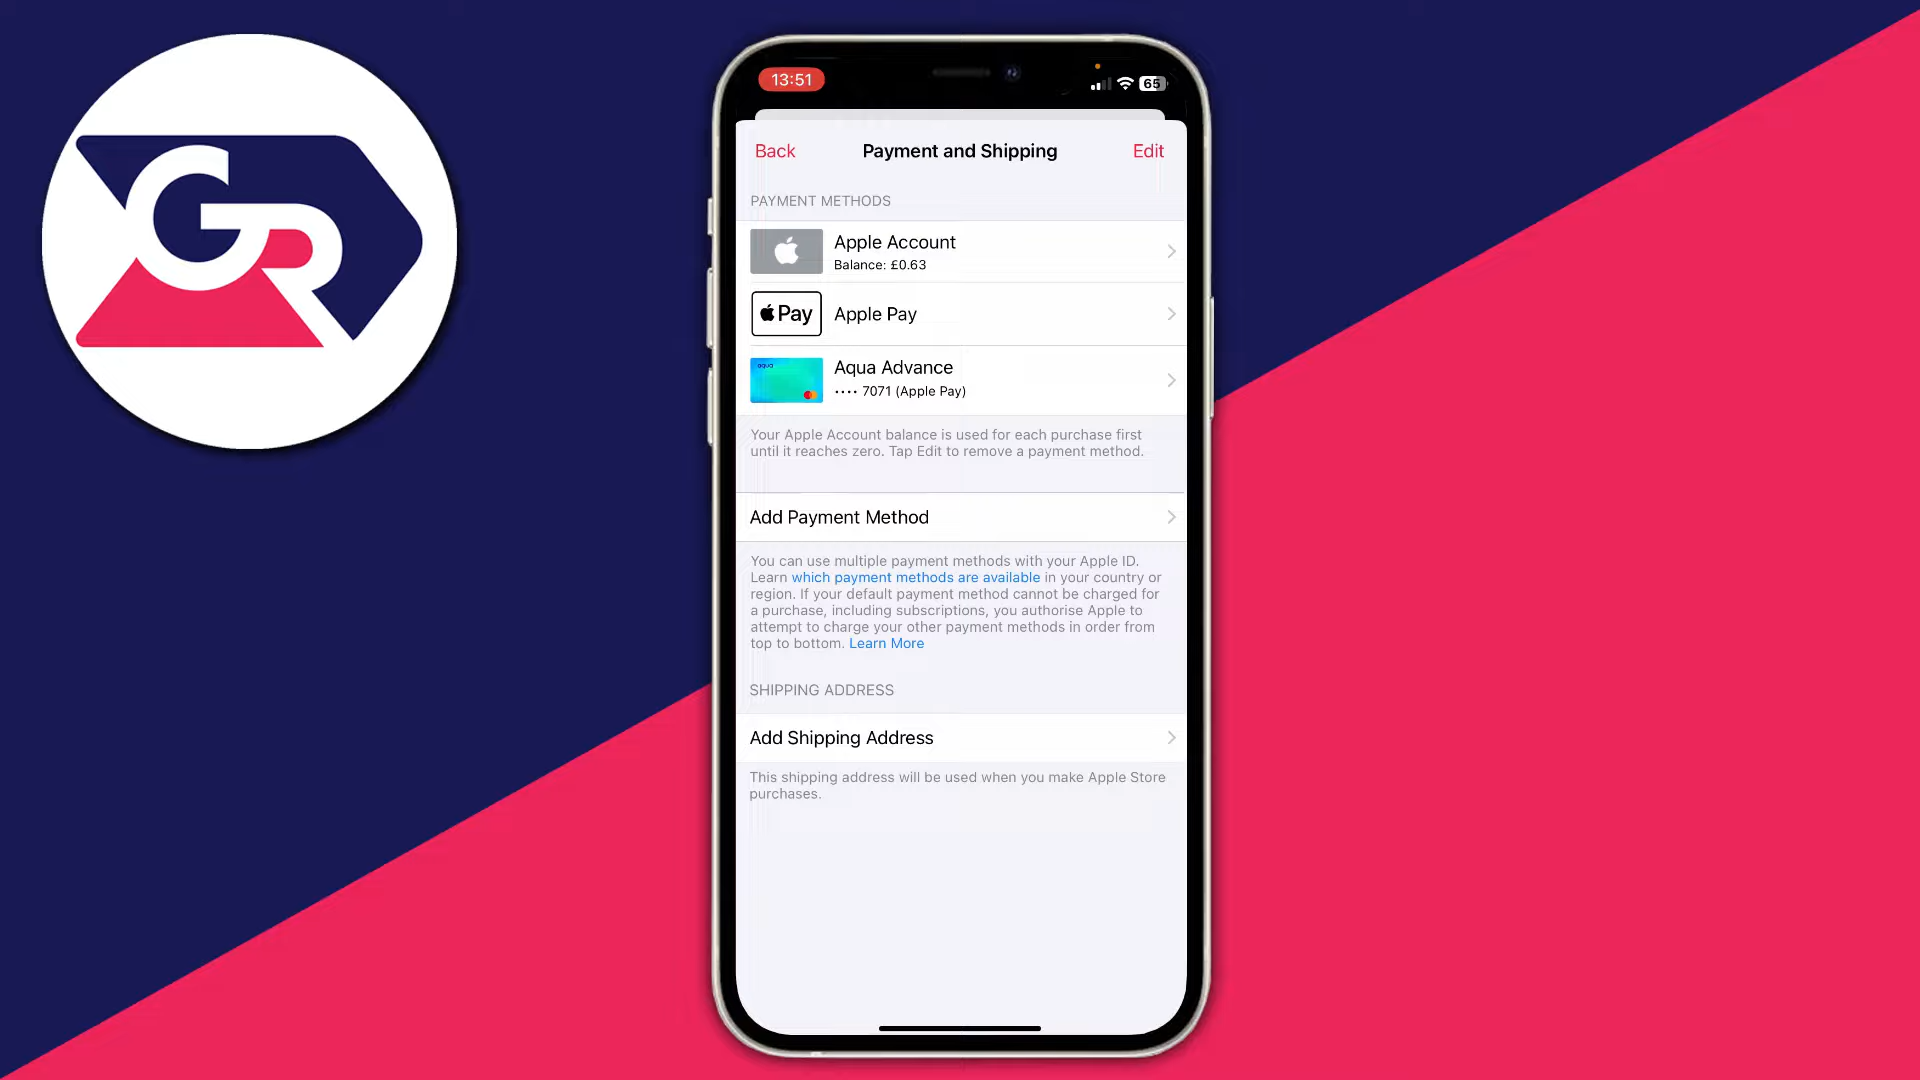 GR
13:51
65
Back
Payment and Shipping
Edit
PAYMENT METHODS
Apple Account
Balance: £0.63
Pay
Apple Pay
aqua
Aqua Advance
•••• 7071 (Apple Pay)
Your Apple Account balance is used for each purchase first
until it reaches zero. Tap Edit to remove a payment method.
Add Payment Method
You can use multiple payment methods with your Apple ID.
Learn which payment methods are available in your country or
region. If your default payment method cannot be charged for
a purchase, including subscriptions, you authorise Apple to
attempt to charge your other payment methods in order from
top to bottom. Learn More
SHIPPING ADDRESS
Add Shipping Address
This shipping address will be used when you make Apple Store
purchases.